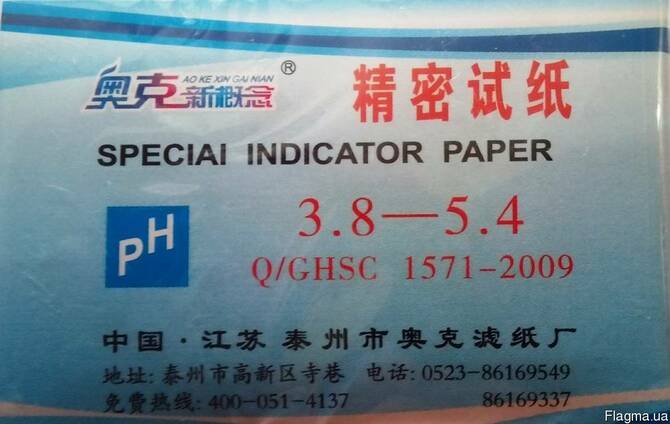 AO KE XIN GAI NIAN
奥克新概念®
精密试纸
SPECIAI INDICATOR PAPER
pH
3.8—5.4
Q/GHSC 1571-2009
中国·江苏泰州市奥克滤纸厂
地址:泰州市高新区寺巷 电话:0523-86169549
免费热线:400-051-4137 86169337
Flagma.ua